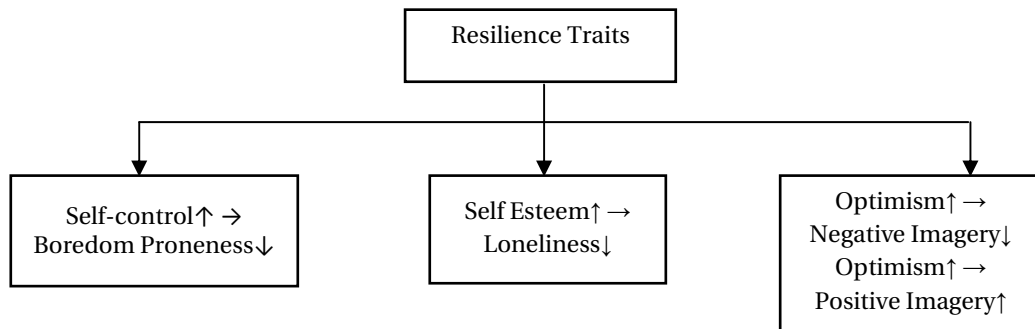 Resilience Traits
Self-control↑ →
Boredom Proneness↓
Self Esteem↑ →
Loneliness↓
Optimism↑ →
Negative Imagery↓
Optimism↑ →
Positive Imagery↑